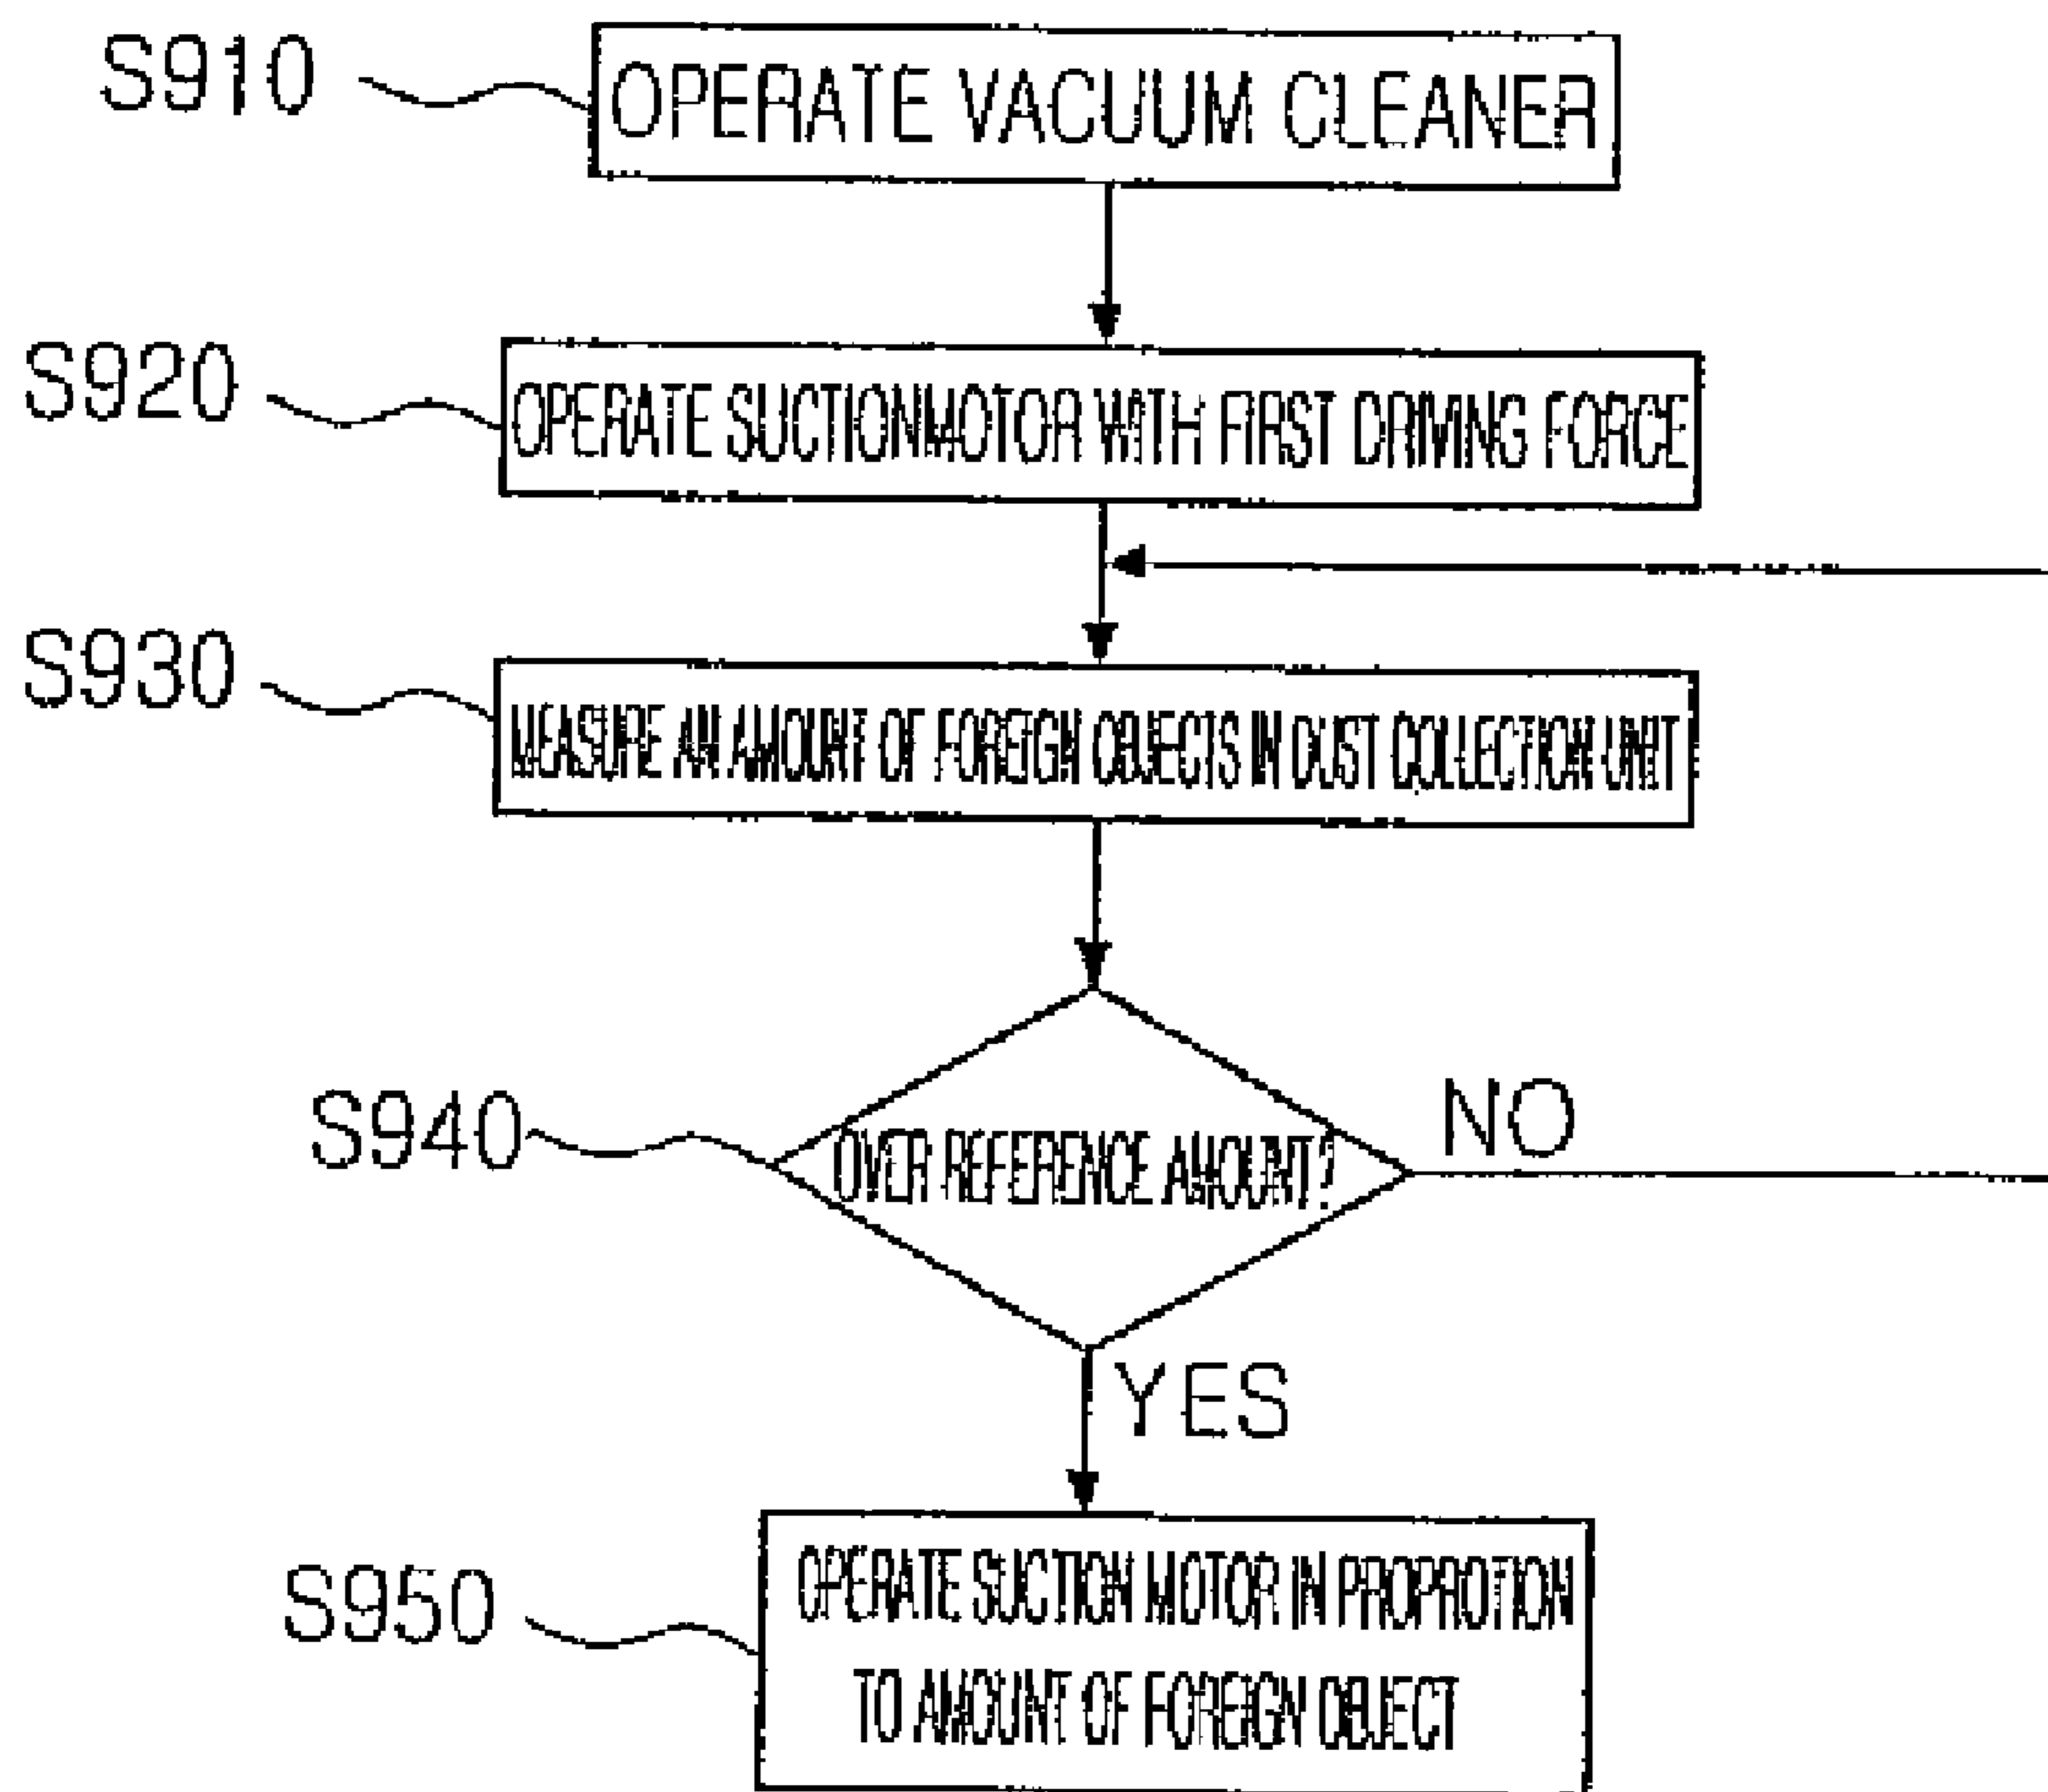 S910
OPERATE VACUUM CLEANER
S920
OPERATE SUCTIONMOTOR WITH FIRST DRIVING FORCE
S930
MEASURE AN AMOUNT OF FOREIGN OBJECTS IN DUST COLLECTION UNIT
S940
OVER REFERENCE AMOUNT?
NO
YES
S950
OPERATE SUCTION MOTOR IN PROPROTION
TO AMOUNT OF FOREIGN OBJECT